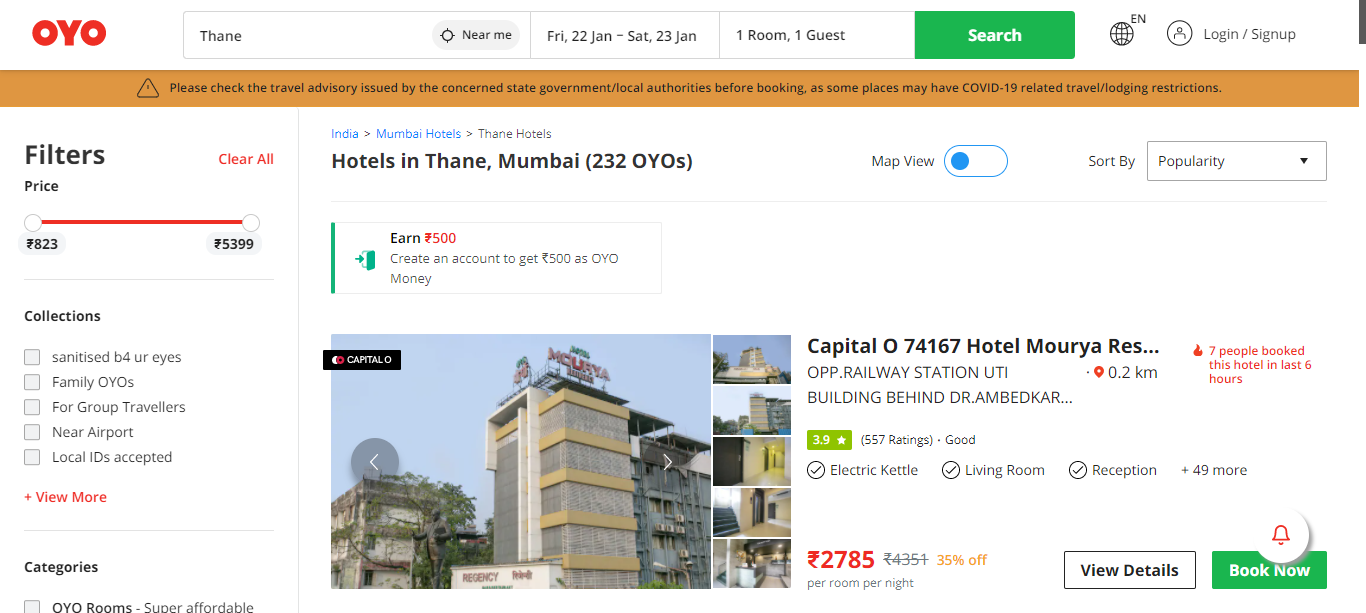 OYO
Thane
Near me
Fri, 22 Jan – Sat, 23 Jan
1 Room, 1 Guest
Search
EN
Login / Signup
Please check the travel advisory issued by the concerned state government/local authorities before booking, as some places may have COVID-19 related travel/lodging restrictions.
Filters
Clear All
Price
₹823
₹5399
Collections
sanitised b4 ur eyes
Family OYOs
For Group Travellers
Near Airport
Local IDs accepted
+ View More
Categories
OYO Rooms - Super affordable
India > Mumbai Hotels > Thane Hotels
Hotels in Thane, Mumbai (232 OYOs)
Map View
Sort By
Popularity
Earn ₹500
Create an account to get ₹500 as OYO
Money
CAPITAL O
HOTEL
MOURYA
REGENCY
Capital O 74167 Hotel Mourya Res...
OPP.RAILWAY STATION UTI
BUILDING BEHIND DR.AMBEDKAR...
· 0.2 km
7 people booked
this hotel in last 6
hours
3.9 ★ (557 Ratings) · Good
Electric Kettle
Living Room
Reception
+ 49 more
₹2785 ₹4351 35% off
per room per night
View Details
Book Now